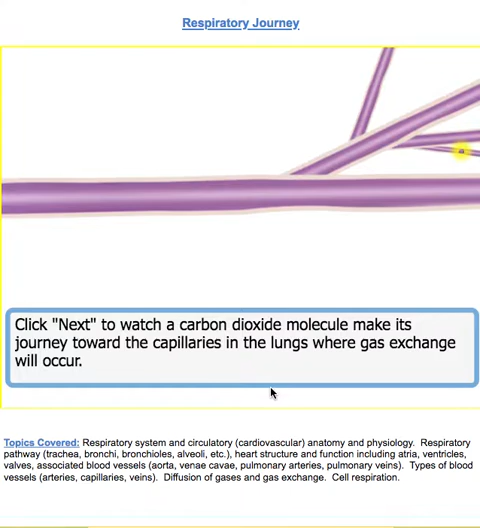 Respiratory Journey
Click "Next" to watch a carbon dioxide molecule make its
journey toward the capillaries in the lungs where gas exchange
will occur.
Topics Covered: Respiratory system and circulatory (cardiovascular) anatomy and physiology.  Respiratory
pathway (trachea, bronchi, bronchioles, alveoli, etc.), heart structure and function including atria, ventricles,
valves, associated blood vessels (aorta, venae cavae, pulmonary arteries, pulmonary veins).  Types of blood
vessels (arteries, capillaries, veins).  Diffusion of gases and gas exchange.  Cell respiration.